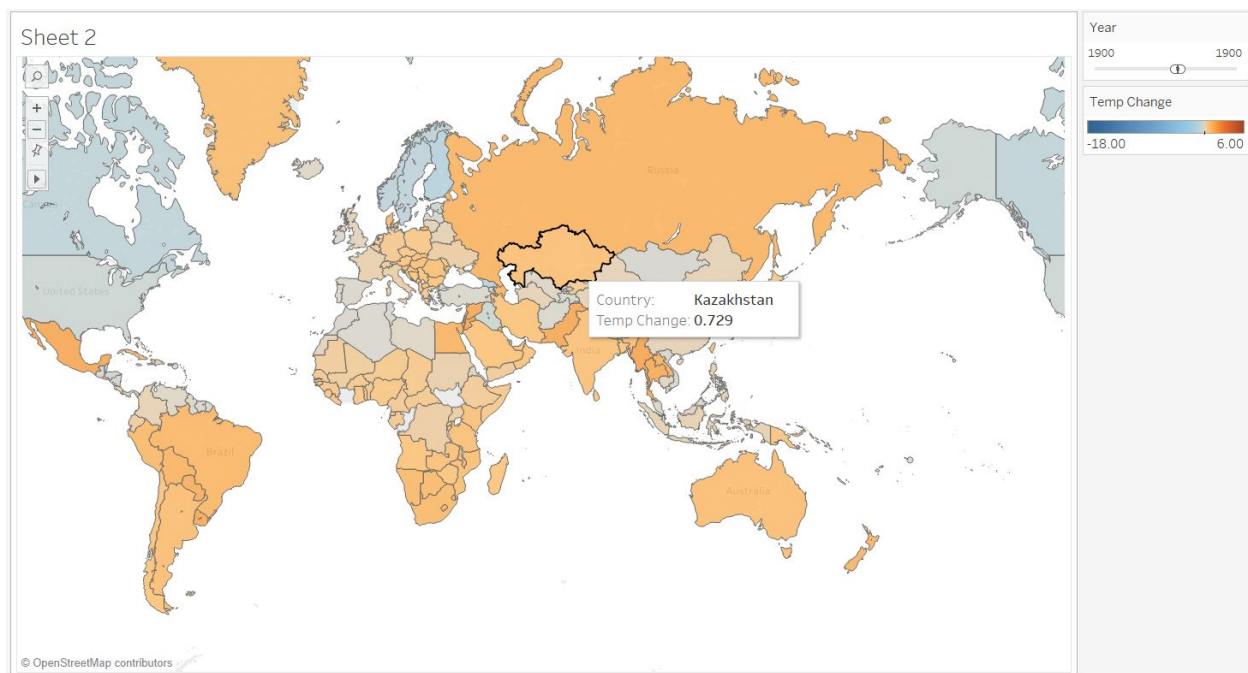 Sheet 2
Year
1900 1900
Temp Change
-18.00 6.00
Canada
Russia
United States
Country: Kazakhstan
Temp Change: 0.729
India
Brazil
Australia
© OpenStreetMap contributors